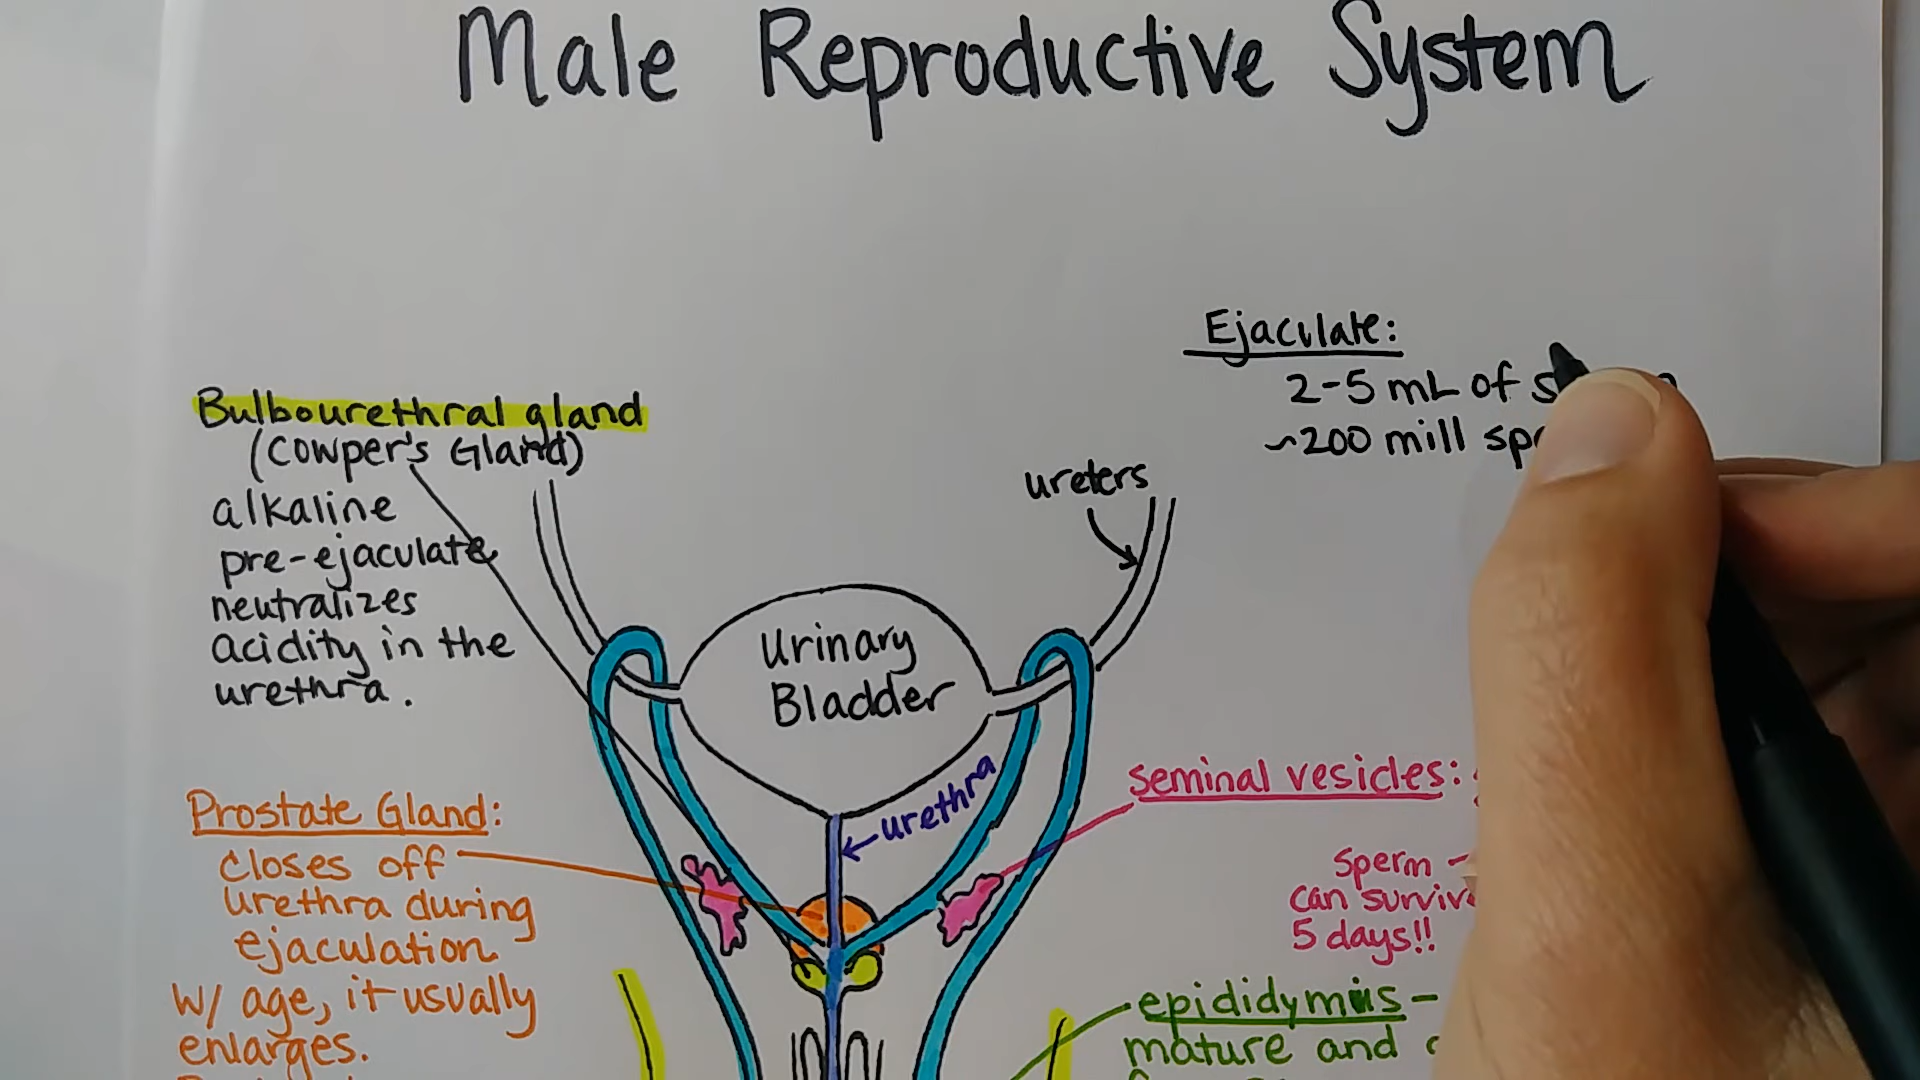 Male Reproductive System
Ejaculate:
2-5 mL of
~200 mill
Bulbourethral gland
(Cowper's Gland)
alkaline
pre-ejaculate
neutralizes
acidity in the
urethra.
ureters
Urinary
Bladder
urethra
seminal vesicles:
sperm -
can survive
5 days!!
Prostate Gland:
closes off
urethra during
ejaculation
w/ age, it usually
enlarges.
epididymis -
mature and